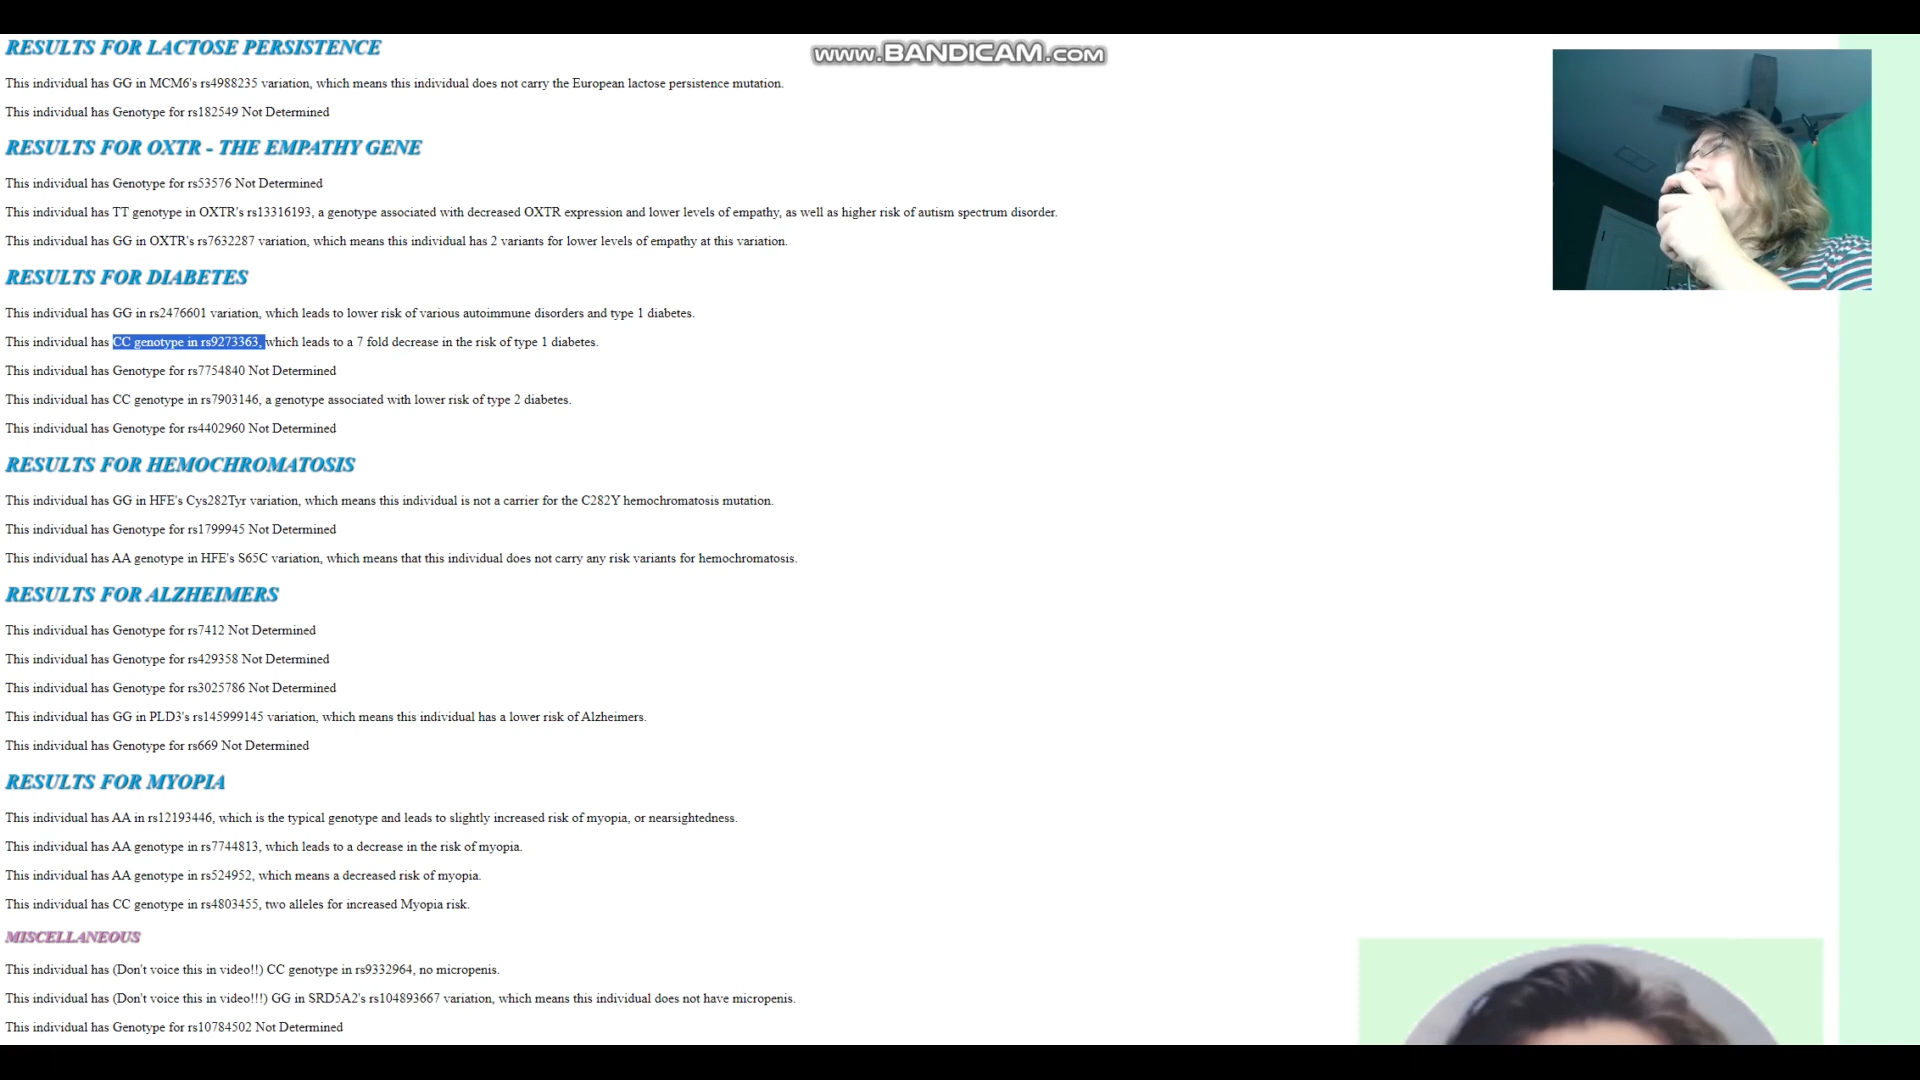 www.BANDICAM.com
RESULTS FOR LACTOSE PERSISTENCE
This individual has GG in MCM6's rs4988235 variation, which means this individual does not carry the European lactose persistence mutation.
This individual has Genotype for rs182549 Not Determined
RESULTS FOR OXTR - THE EMPATHY GENE
This individual has Genotype for rs53576 Not Determined
This individual has TT genotype in OXTR's rs13316193, a genotype associated with decreased OXTR expression and lower levels of empathy, as well as higher risk of autism spectrum disorder.
This individual has GG in OXTR's rs7632287 variation, which means this individual has 2 variants for lower levels of empathy at this variation.
RESULTS FOR DIABETES
This individual has GG in rs2476601 variation, which leads to lower risk of various autoimmune disorders and type 1 diabetes.
This individual has CC genotype in rs9273363, which leads to a 7 fold decrease in the risk of type 1 diabetes.
This individual has Genotype for rs7754840 Not Determined
This individual has CC genotype in rs7903146, a genotype associated with lower risk of type 2 diabetes.
This individual has Genotype for rs4402960 Not Determined
RESULTS FOR HEMOCHROMATOSIS
This individual has GG in HFE's Cys282Tyr variation, which means this individual is not a carrier for the C282Y hemochromatosis mutation.
This individual has Genotype for rs1799945 Not Determined
This individual has AA genotype in HFE's S65C variation, which means that this individual does not carry any risk variants for hemochromatosis.
RESULTS FOR ALZHEIMERS
This individual has Genotype for rs7412 Not Determined
This individual has Genotype for rs429358 Not Determined
This individual has Genotype for rs3025786 Not Determined
This individual has GG in PLD3's rs145999145 variation, which means this individual has a lower risk of Alzheimers.
This individual has Genotype for rs669 Not Determined
RESULTS FOR MYOPIA
This individual has AA in rs12193446, which is the typical genotype and leads to slightly increased risk of myopia, or nearsightedness.
This individual has AA genotype in rs7744813, which leads to a decrease in the risk of myopia.
This individual has AA genotype in rs524952, which means a decreased risk of myopia.
This individual has CC genotype in rs4803455, two alleles for increased Myopia risk.
MISCELLANEOUS
This individual has (Don't voice this in video!!) CC genotype in rs9332964, no micropenis.
This individual has (Don't voice this in video!!!) GG in SRD5A2's rs104893667 variation, which means this individual does not have micropenis.
This individual has Genotype for rs10784502 Not Determined